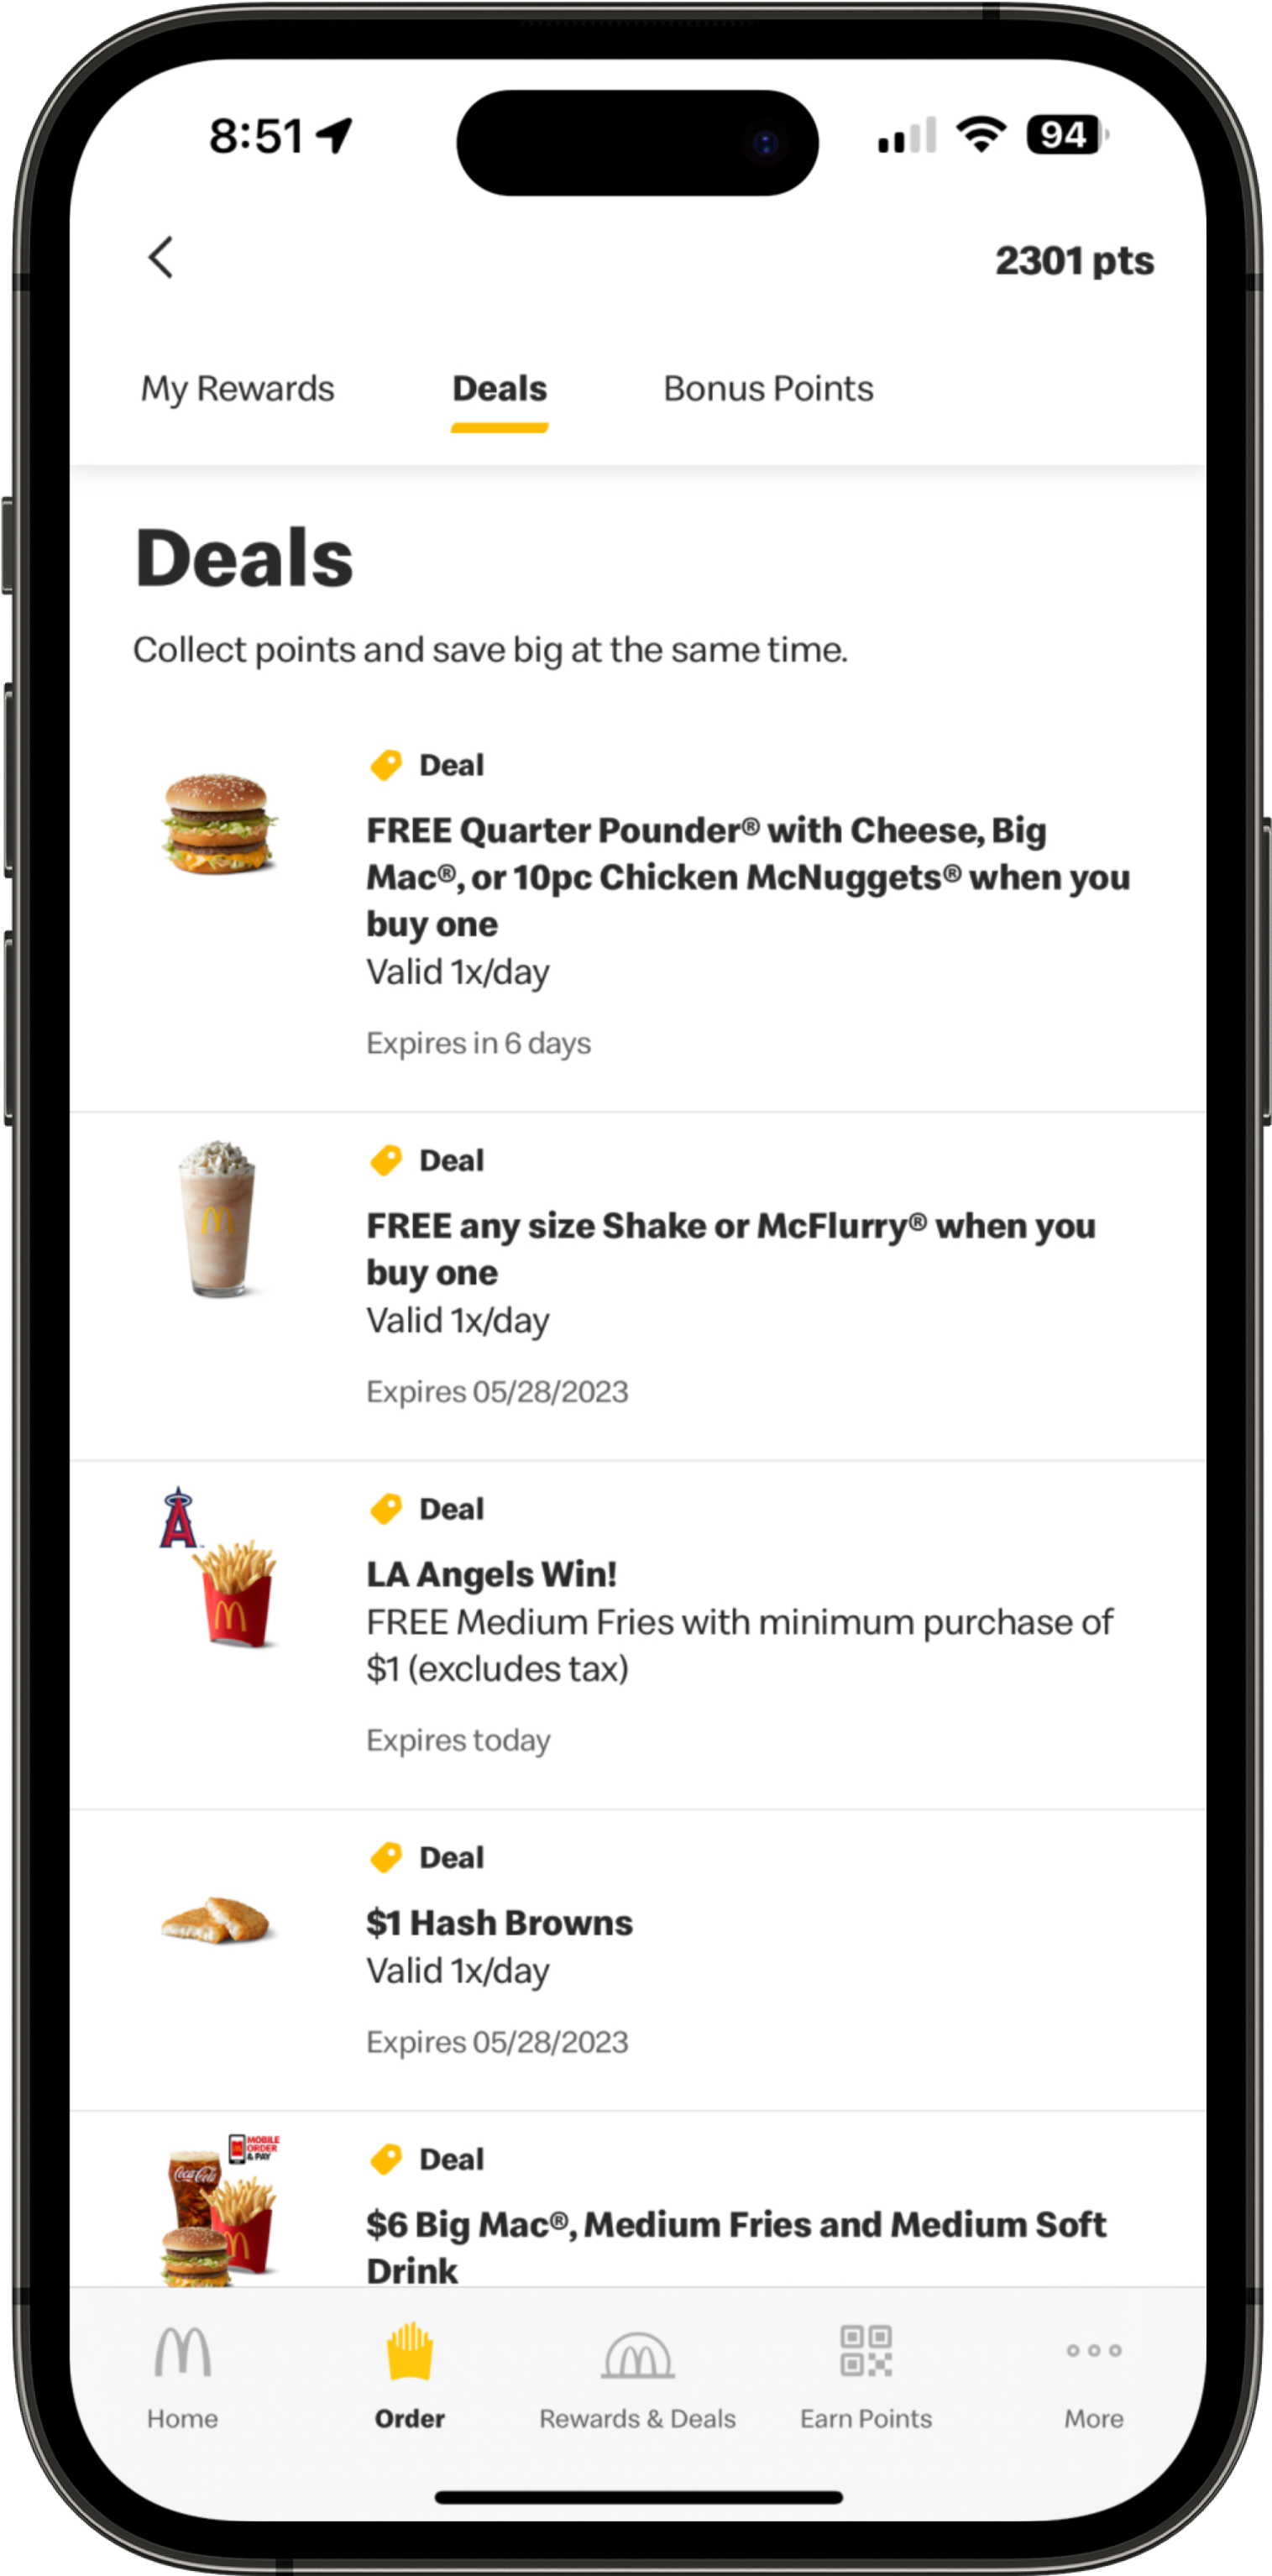 8:51
94
2301 pts
My Rewards Deals Bonus Points
Deals
Collect points and save big at the same time.
Deal
FREE Quarter Pounder® with Cheese, Big
Mac®, or 10pc Chicken McNuggets® when you
buy one
Valid 1x/day
Expires in 6 days
Deal
FREE any size Shake or McFlurry® when you
buy one
Valid 1x/day
Expires 05/28/2023
A
Deal
LA Angels Win!
FREE Medium Fries with minimum purchase of
$1 (excludes tax)
Expires today
Deal
$1 Hash Browns
Valid 1x/day
Expires 05/28/2023
MOBILE
ORDER
& PAY
Coca-Cola
Deal
$6 Big Mac®, Medium Fries and Medium Soft
Drink
Home Order Rewards & Deals Earn Points More